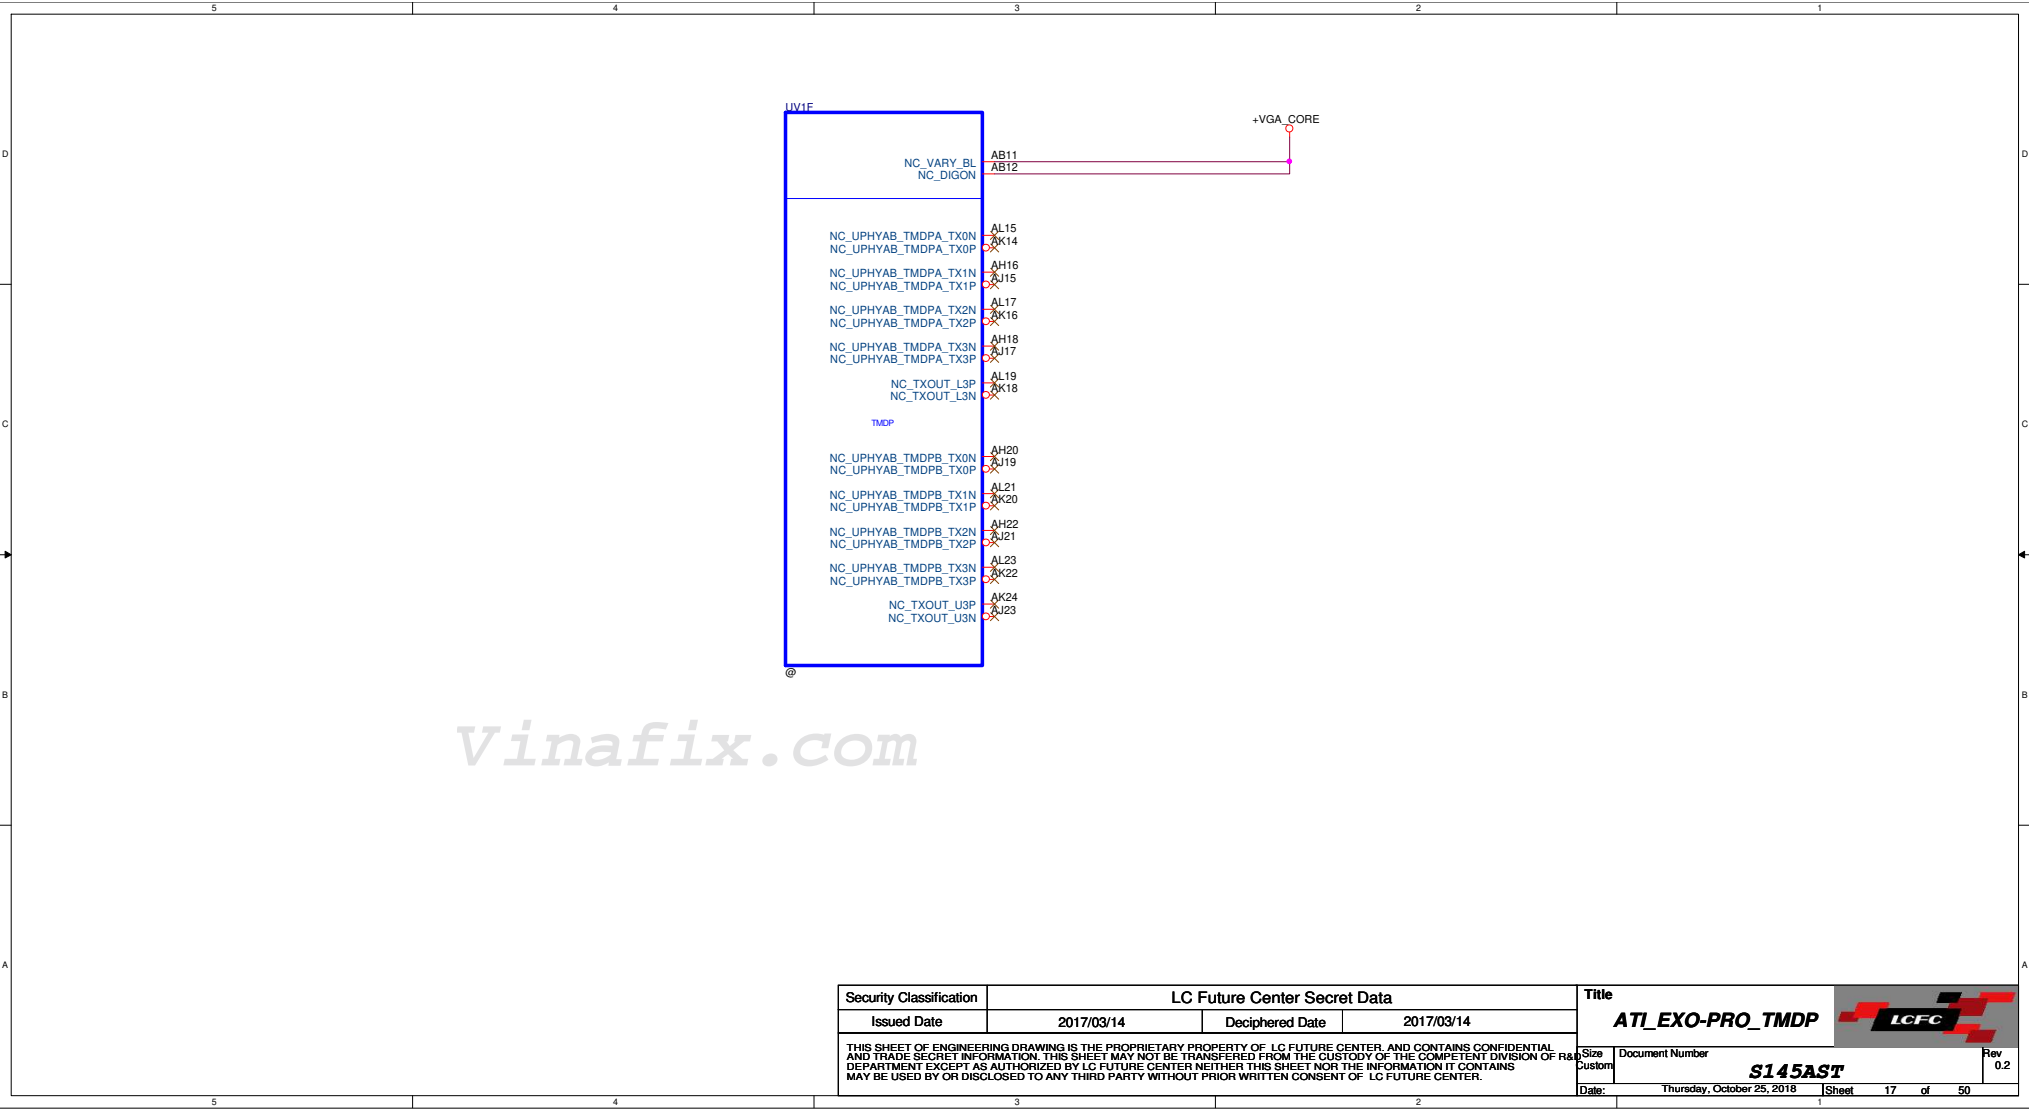 5 4 3 2 1
UV1F
+VGA_CORE
D D
NC_VARY_BL AB11
NC_DIGON AB12
NC_UPHYAB_TMDPA_TX0N AL15
NC_UPHYAB_TMDPA_TX0P AK14
NC_UPHYAB_TMDPA_TX1N AH16
NC_UPHYAB_TMDPA_TX1P AJ15
NC_UPHYAB_TMDPA_TX2N AL17
NC_UPHYAB_TMDPA_TX2P AK16
NC_UPHYAB_TMDPA_TX3N AH18
NC_UPHYAB_TMDPA_TX3P AJ17
NC_TXOUT_L3P AL19
NC_TXOUT_L3N AK18
C TMDP C
NC_UPHYAB_TMDPB_TX0N AH20
NC_UPHYAB_TMDPB_TX0P AJ19
NC_UPHYAB_TMDPB_TX1N AL21
NC_UPHYAB_TMDPB_TX1P AK20
NC_UPHYAB_TMDPB_TX2N AH22
NC_UPHYAB_TMDPB_TX2P AJ21
NC_UPHYAB_TMDPB_TX3N AL23
NC_UPHYAB_TMDPB_TX3P AK22
NC_TXOUT_U3P AK24
NC_TXOUT_U3N AJ23
@
B B
Vinafix.com
A A
Security Classification LC Future Center Secret Data
Issued Date 2017/03/14 Deciphered Date 2017/03/14
THIS SHEET OF ENGINEERING DRAWING IS THE PROPRIETARY PROPERTY OF LC FUTURE CENTER. AND CONTAINS CONFIDENTIAL
AND TRADE SECRET INFORMATION. THIS SHEET MAY NOT BE TRANSFERED FROM THE CUSTODY OF THE COMPETENT DIVISION OF R&D
DEPARTMENT EXCEPT AS AUTHORIZED BY LC FUTURE CENTER NEITHER THIS SHEET NOR THE INFORMATION IT CONTAINS
MAY BE USED BY OR DISCLOSED TO ANY THIRD PARTY WITHOUT PRIOR WRITTEN CONSENT OF LC FUTURE CENTER.
Title
ATI_EXO-PRO_TMDP
LCFC
Size Document Number Rev
Custom S145AST 0.2
Date: Thursday, October 25, 2018 Sheet 17 of 50
5 4 3 2 1